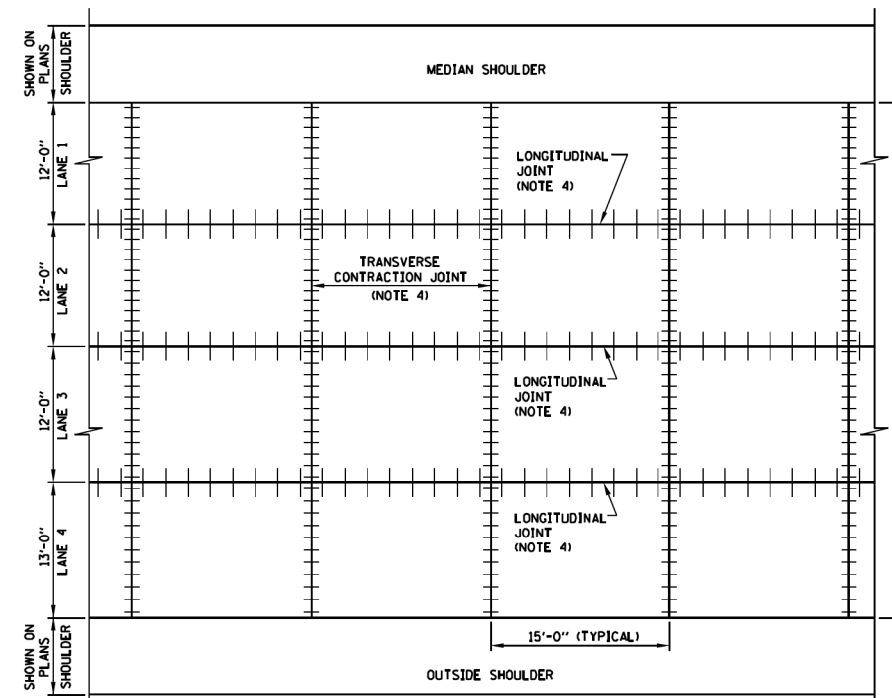 SHOWN ON
PLANS
SHOULDER
MEDIAN SHOULDER
12'-0"
LANE 1
LONGITUDINAL
JOINT
(NOTE 4)
12'-0"
LANE 2
TRANSVERSE
CONTRACTION JOINT
(NOTE 4)
12'-0"
LANE 3
LONGITUDINAL
JOINT
(NOTE 4)
13'-0"
LANE 4
LONGITUDINAL
JOINT
(NOTE 4)
15'-0" (TYPICAL)
SHOWN ON
PLANS
SHOULDER
OUTSIDE SHOULDER